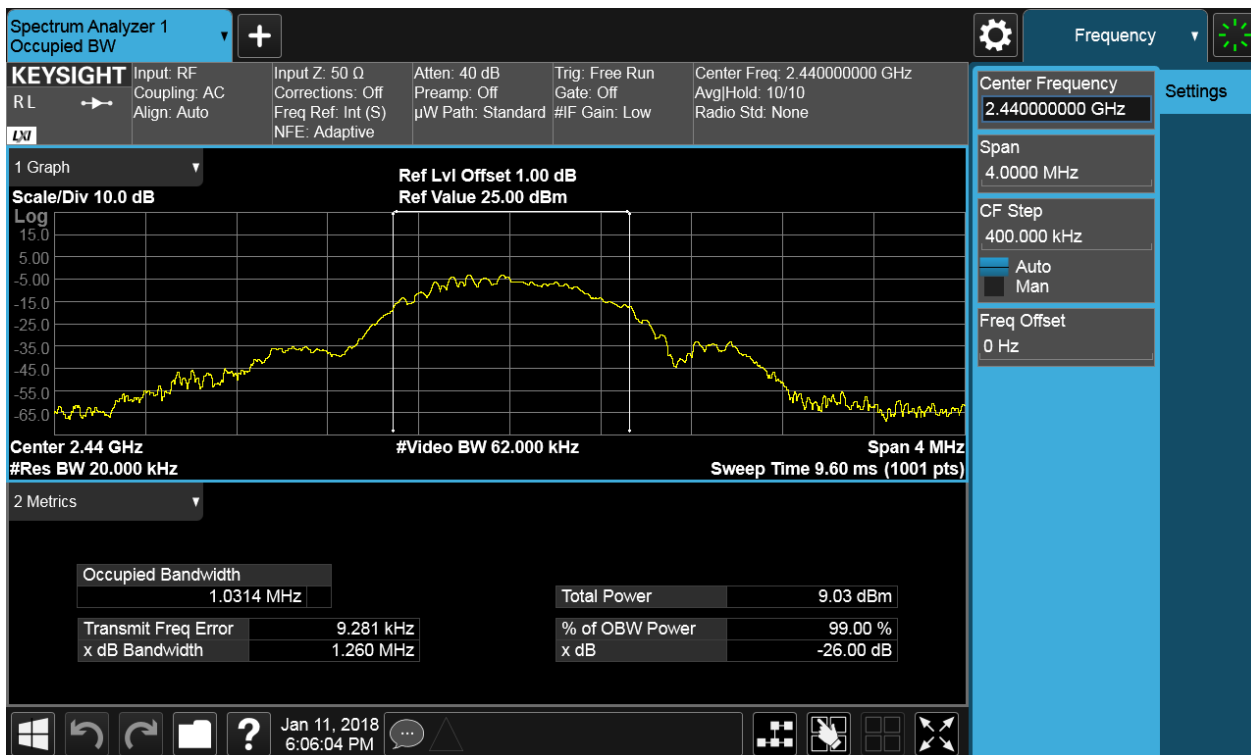 Spectrum Analyzer 1
Occupied BW
+
Frequency
KEYSIGHT
RL
LXI
Input: RF
Coupling: AC
Align: Auto
Input Z: 50 Ω
Corrections: Off
Freq Ref: Int (S)
NFE: Adaptive
Atten: 40 dB
Preamp: Off
µW Path: Standard
Trig: Free Run
Gate: Off
#IF Gain: Low
Center Freq: 2.440000000 GHz
Avg|Hold: 10/10
Radio Std: None
Center Frequency
2.440000000 GHz
Settings
Span
4.0000 MHz
CF Step
400.000 kHz
Auto
Man
Freq Offset
0 Hz
1 Graph
Scale/Div 10.0 dB
Ref Lvl Offset 1.00 dB
Ref Value 25.00 dBm
Log
15.0
5.00
-5.00
-15.0
-25.0
-35.0
-45.0
-55.0
-65.0
Center 2.44 GHz
#Video BW 62.000 kHz
Span 4 MHz
#Res BW 20.000 kHz
Sweep Time 9.60 ms (1001 pts)
2 Metrics
Occupied Bandwidth
1.0314 MHz
Total Power 9.03 dBm
Transmit Freq Error 9.281 kHz
% of OBW Power 99.00 %
x dB Bandwidth 1.260 MHz
x dB -26.00 dB
?
Jan 11, 2018
6:06:04 PM